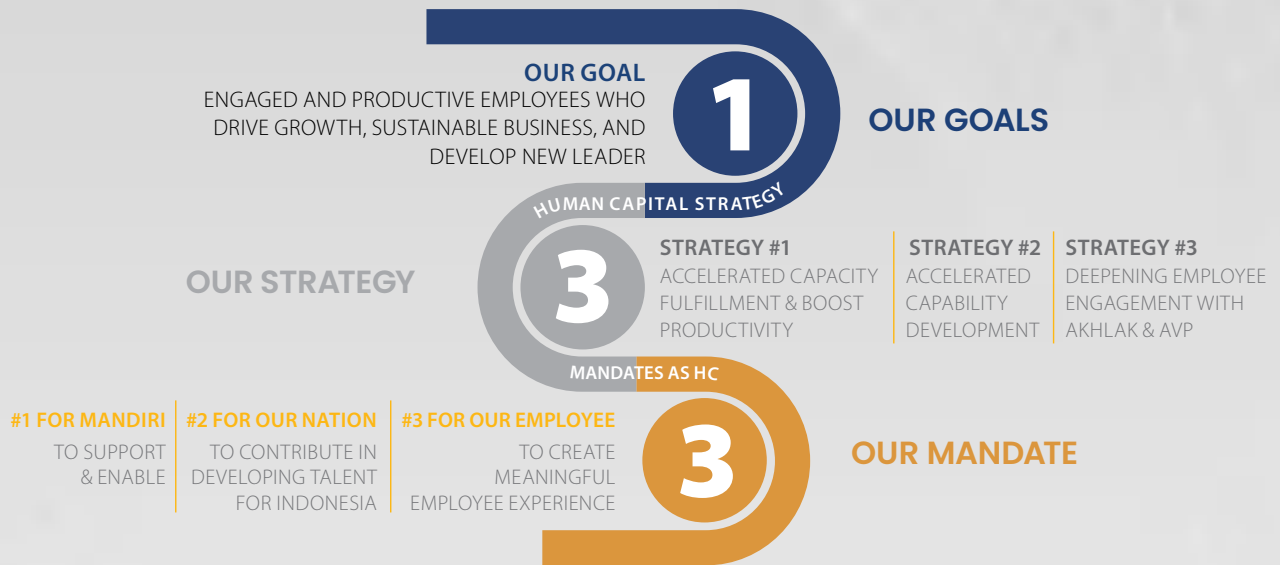 OUR GOAL
ENGAGED AND PRODUCTIVE EMPLOYEES WHO
DRIVE GROWTH, SUSTAINABLE BUSINESS, AND
DEVELOP NEW LEADER
1
OUR GOALS
HUMAN CAPITAL STRATEGY
OUR STRATEGY
3
STRATEGY #1
ACCELERATED CAPACITY
FULFILLMENT & BOOST
PRODUCTIVITY
STRATEGY #2
ACCELERATED
CAPABILITY
DEVELOPMENT
STRATEGY #3
DEEPENING EMPLOYEE
ENGAGEMENT WITH
AKHLAK & AVP
MANDATES AS HC
#1 FOR MANDIRI
TO SUPPORT
& ENABLE
#2 FOR OUR NATION
TO CONTRIBUTE IN
DEVELOPING TALENT
FOR INDONESIA
#3 FOR OUR EMPLOYEE
TO CREATE
MEANINGFUL
EMPLOYEE EXPERIENCE
3
OUR MANDATE